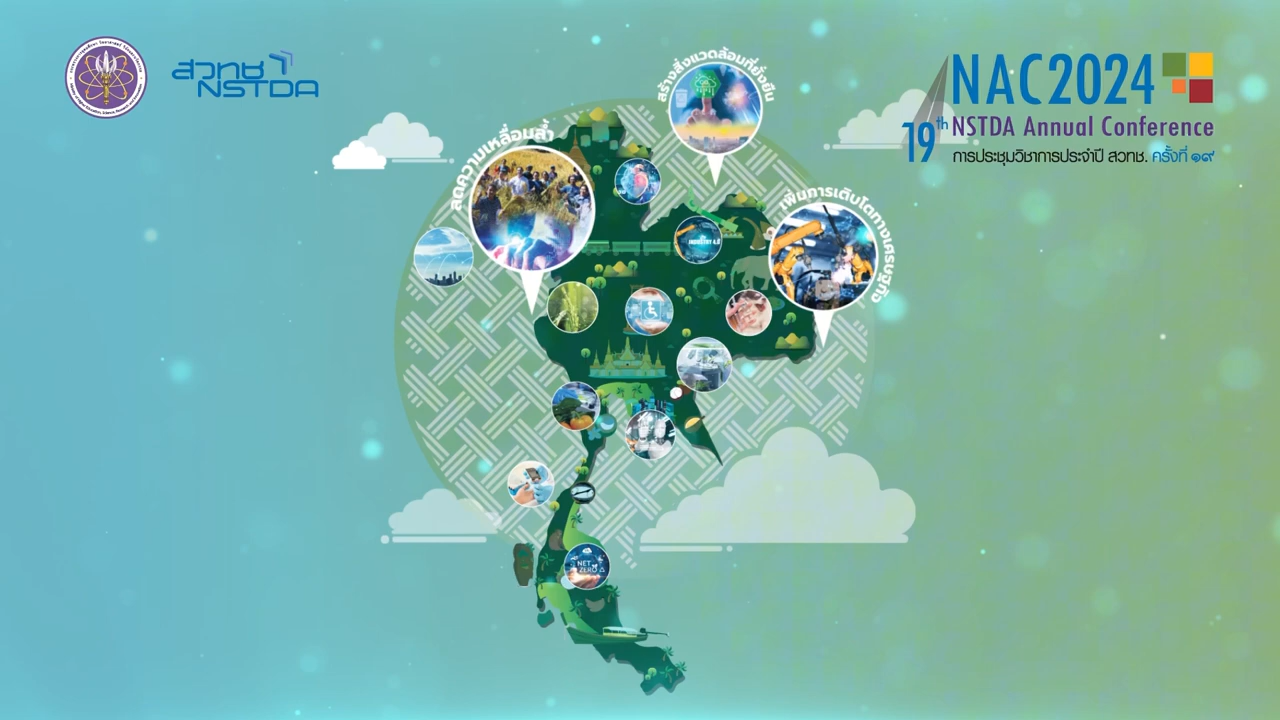 สวทช
NSTDA
NAC2024
19th NSTDA Annual Conference
การประชุมวิชาการประจำปี สวทช. ครั้งที่ ๑๙
สร้างสิ่งแวดล้อมที่ยั่งยืน
ลดความเหลื่อมล้ำ
เพิ่มการเติบโตทางเศรษฐกิจ
INDUSTRY 4.0
NET
ZERO